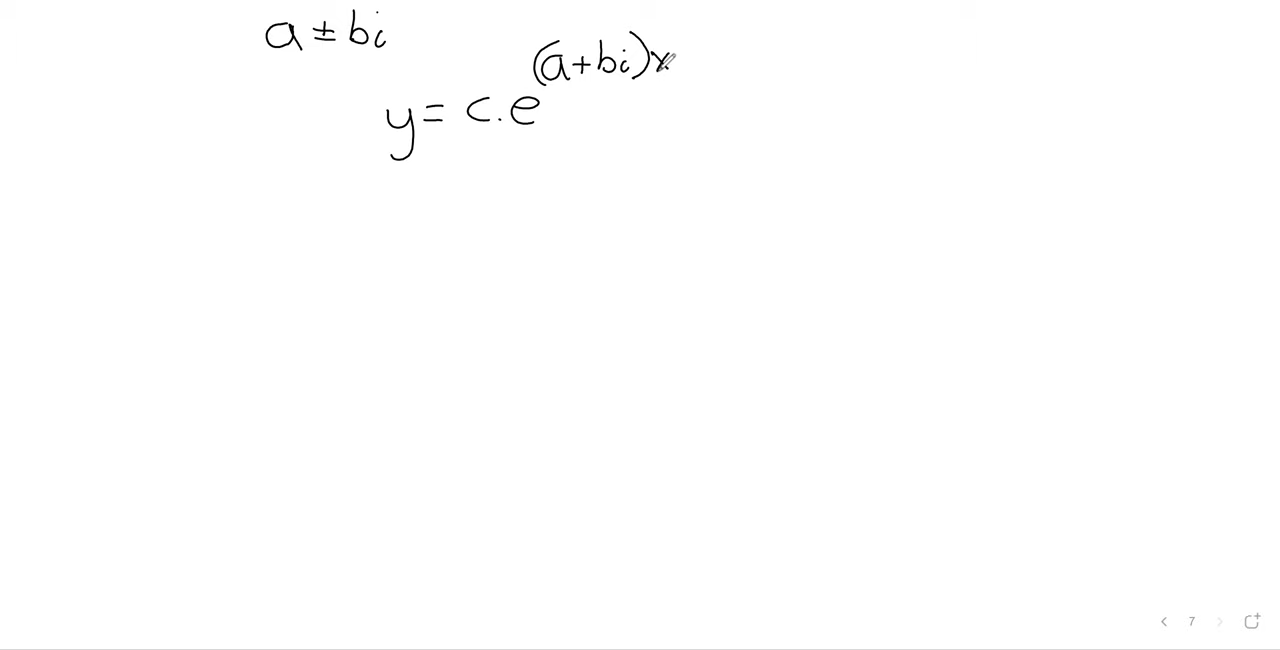 a ± bi
y = c.e^(a+bi)x
7